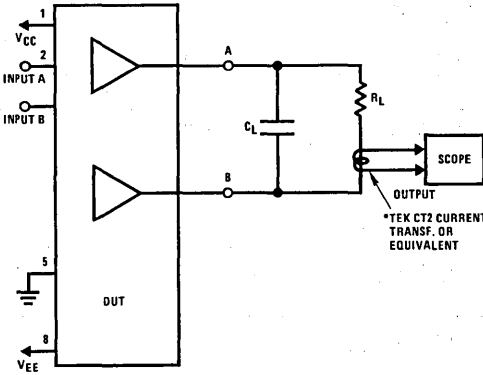 1
VCC
2
INPUT A
INPUT B
A
RL
CL
SCOPE
B
OUTPUT
*TEK CT2 CURRENT
TRANSF. OR
EQUIVALENT
5
DUT
8
VEE